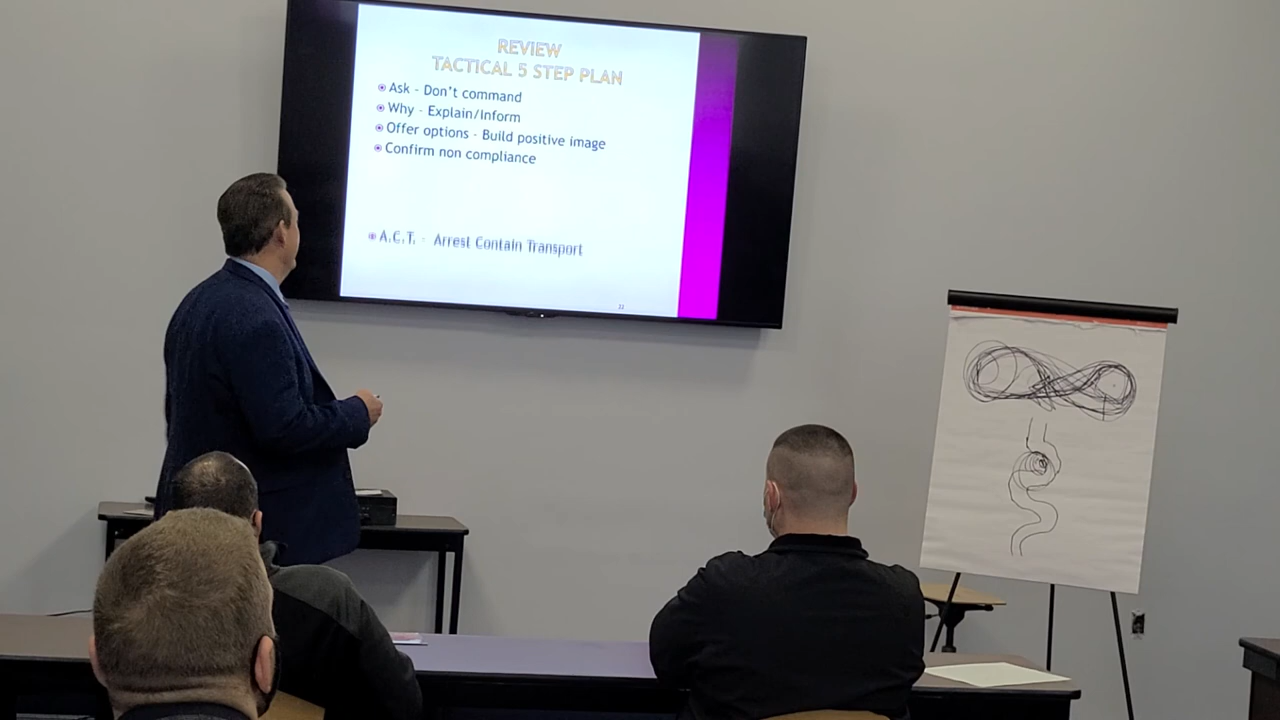 REVIEW
TACTICAL 5 STEP PLAN
Ask - Don't command
Why - Explain/Inform
Offer options - Build positive image
Confirm non compliance
A.C.T. - Arrest Contain Transport